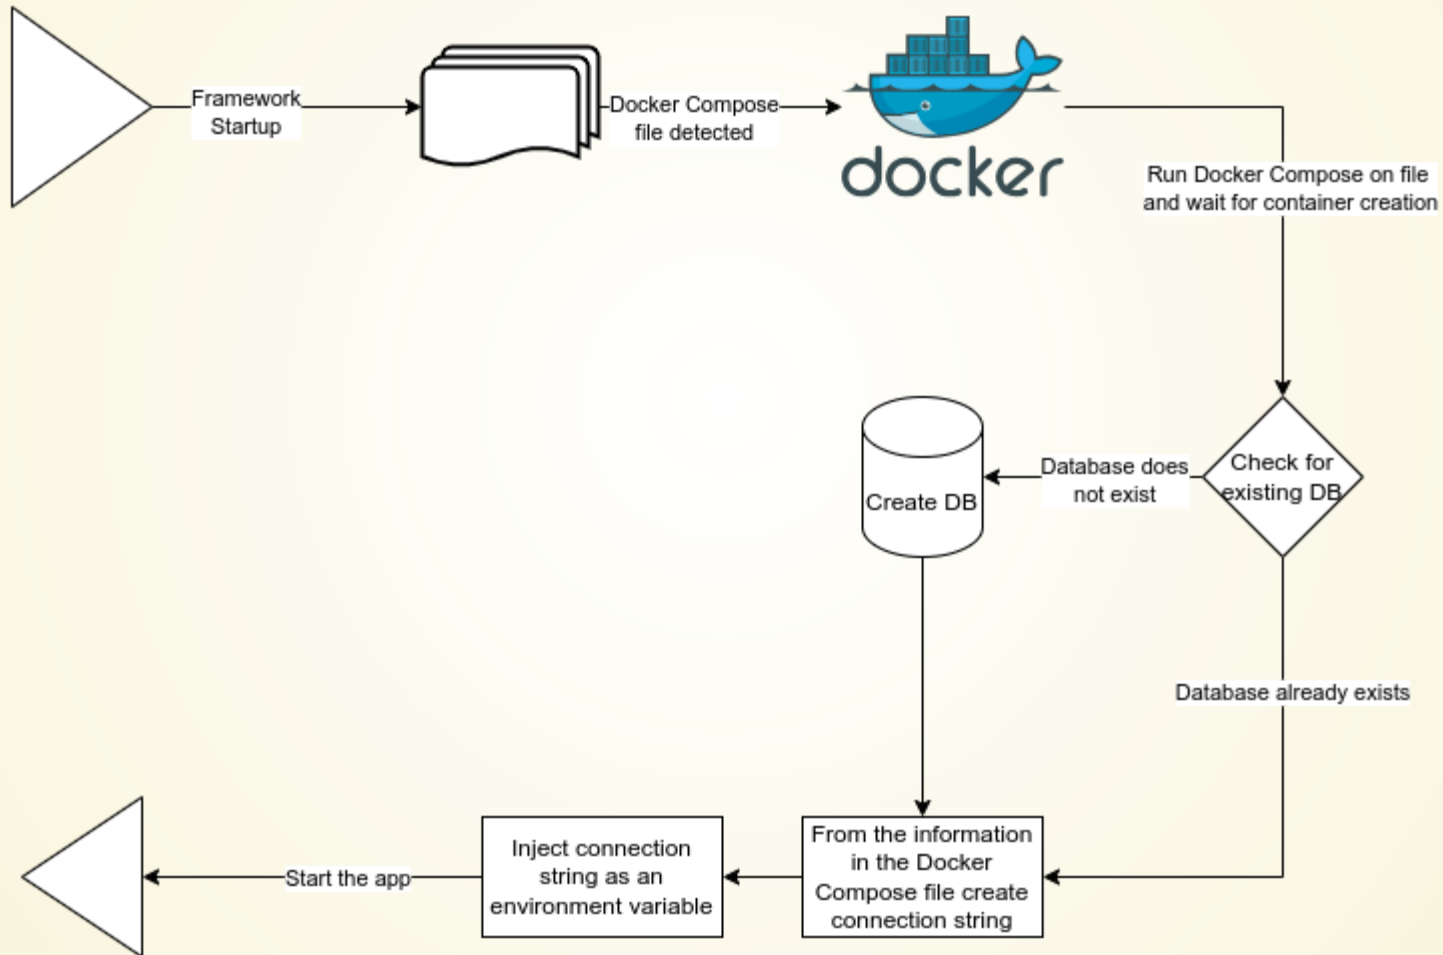 Framework
Startup
Docker Compose
file detected
docker
Run Docker Compose on file
and wait for container creation
Check for
existing DB
Database does
not exist
Create DB
Database already exists
From the information
in the Docker
Compose file create
connection string
Inject connection
string as an
environment variable
Start the app